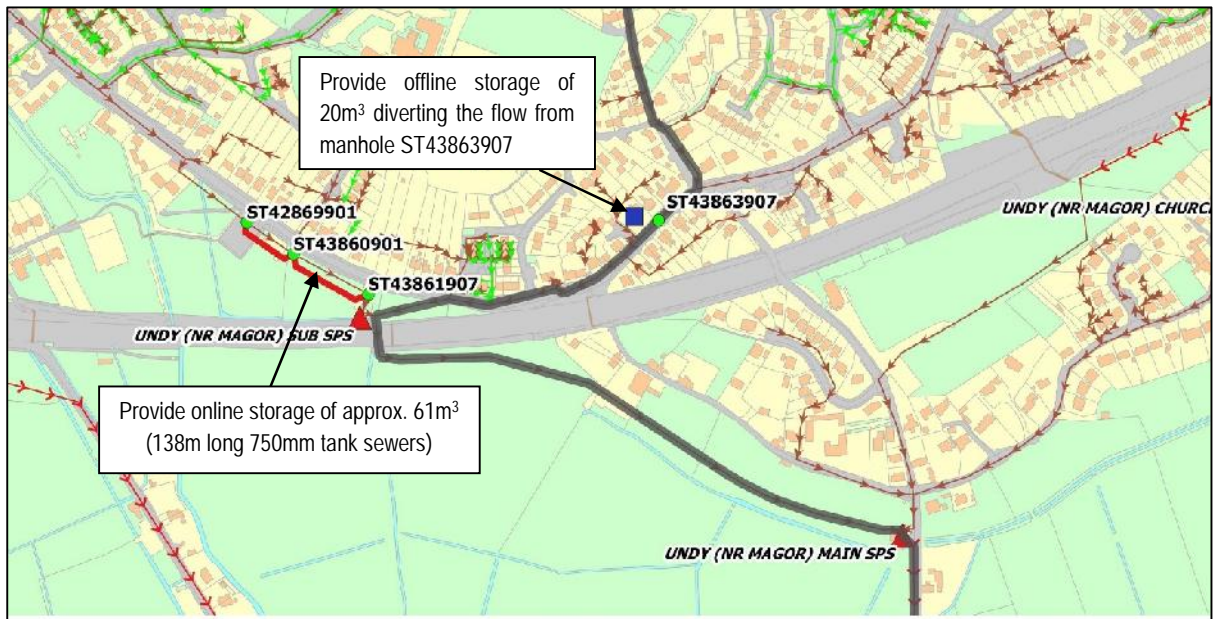 Provide offline storage of
20m³ diverting the flow from
manhole ST43863907
ST43863907
UNDY (NR MAGOR) CHURC
ST42869901
ST43860901
ST43861907
UNDY (NR MAGOR) SUB SPS
Provide online storage of approx. 61m³
(138m long 750mm tank sewers)
UNDY (NR MAGOR) MAIN SPS